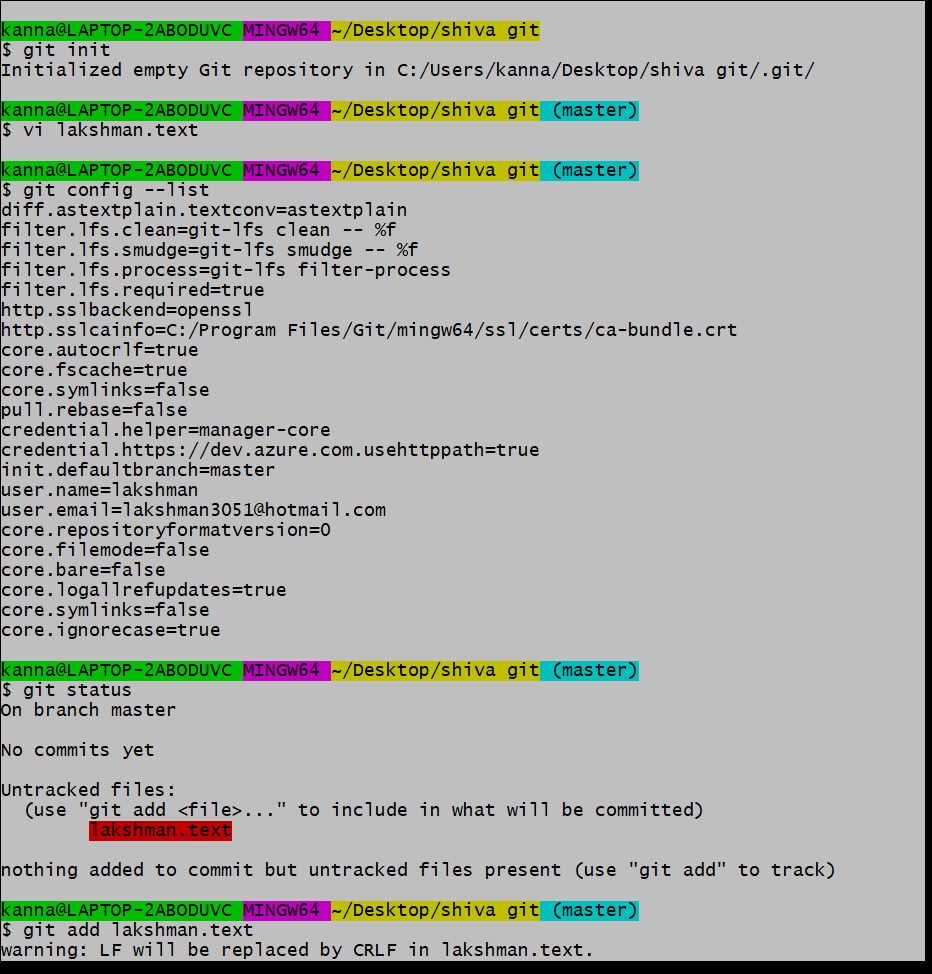 kanna@LAPTOP-2ABODUVC MINGW64 ~/Desktop/shiva git
$ git init
Initialized empty Git repository in C:/Users/kanna/Desktop/shiva git/.git/
kanna@LAPTOP-2ABODUVC MINGW64 ~/Desktop/shiva git (master)
$ vi lakshman.text
kanna@LAPTOP-2ABODUVC MINGW64 ~/Desktop/shiva git (master)
$ git config --list
diff.astextplain.textconv=astextplain
filter.lfs.clean=git-lfs clean -- %f
filter.lfs.smudge=git-lfs smudge -- %f
filter.lfs.process=git-lfs filter-process
filter.lfs.required=true
http.sslbackend=openssl
http.sslcainfo=C:/Program Files/Git/mingw64/ssl/certs/ca-bundle.crt
core.autocrlf=true
core.fscache=true
core.symlinks=false
pull.rebase=false
credential.helper=manager-core
credential.https://dev.azure.com.usehttppath=true
init.defaultbranch=master
user.name=lakshman
user.email=lakshman3051@hotmail.com
core.repositoryformatversion=0
core.filemode=false
core.bare=false
core.logallrefupdates=true
core.symlinks=false
core.ignorecase=true
kanna@LAPTOP-2ABODUVC MINGW64 ~/Desktop/shiva git (master)
$ git status
On branch master
No commits yet
Untracked files:
(use "git add <file>..." to include in what will be committed)
lakshman.text
nothing added to commit but untracked files present (use "git add" to track)
kanna@LAPTOP-2ABODUVC MINGW64 ~/Desktop/shiva git (master)
$ git add lakshman.text
warning: LF will be replaced by CRLF in lakshman.text.